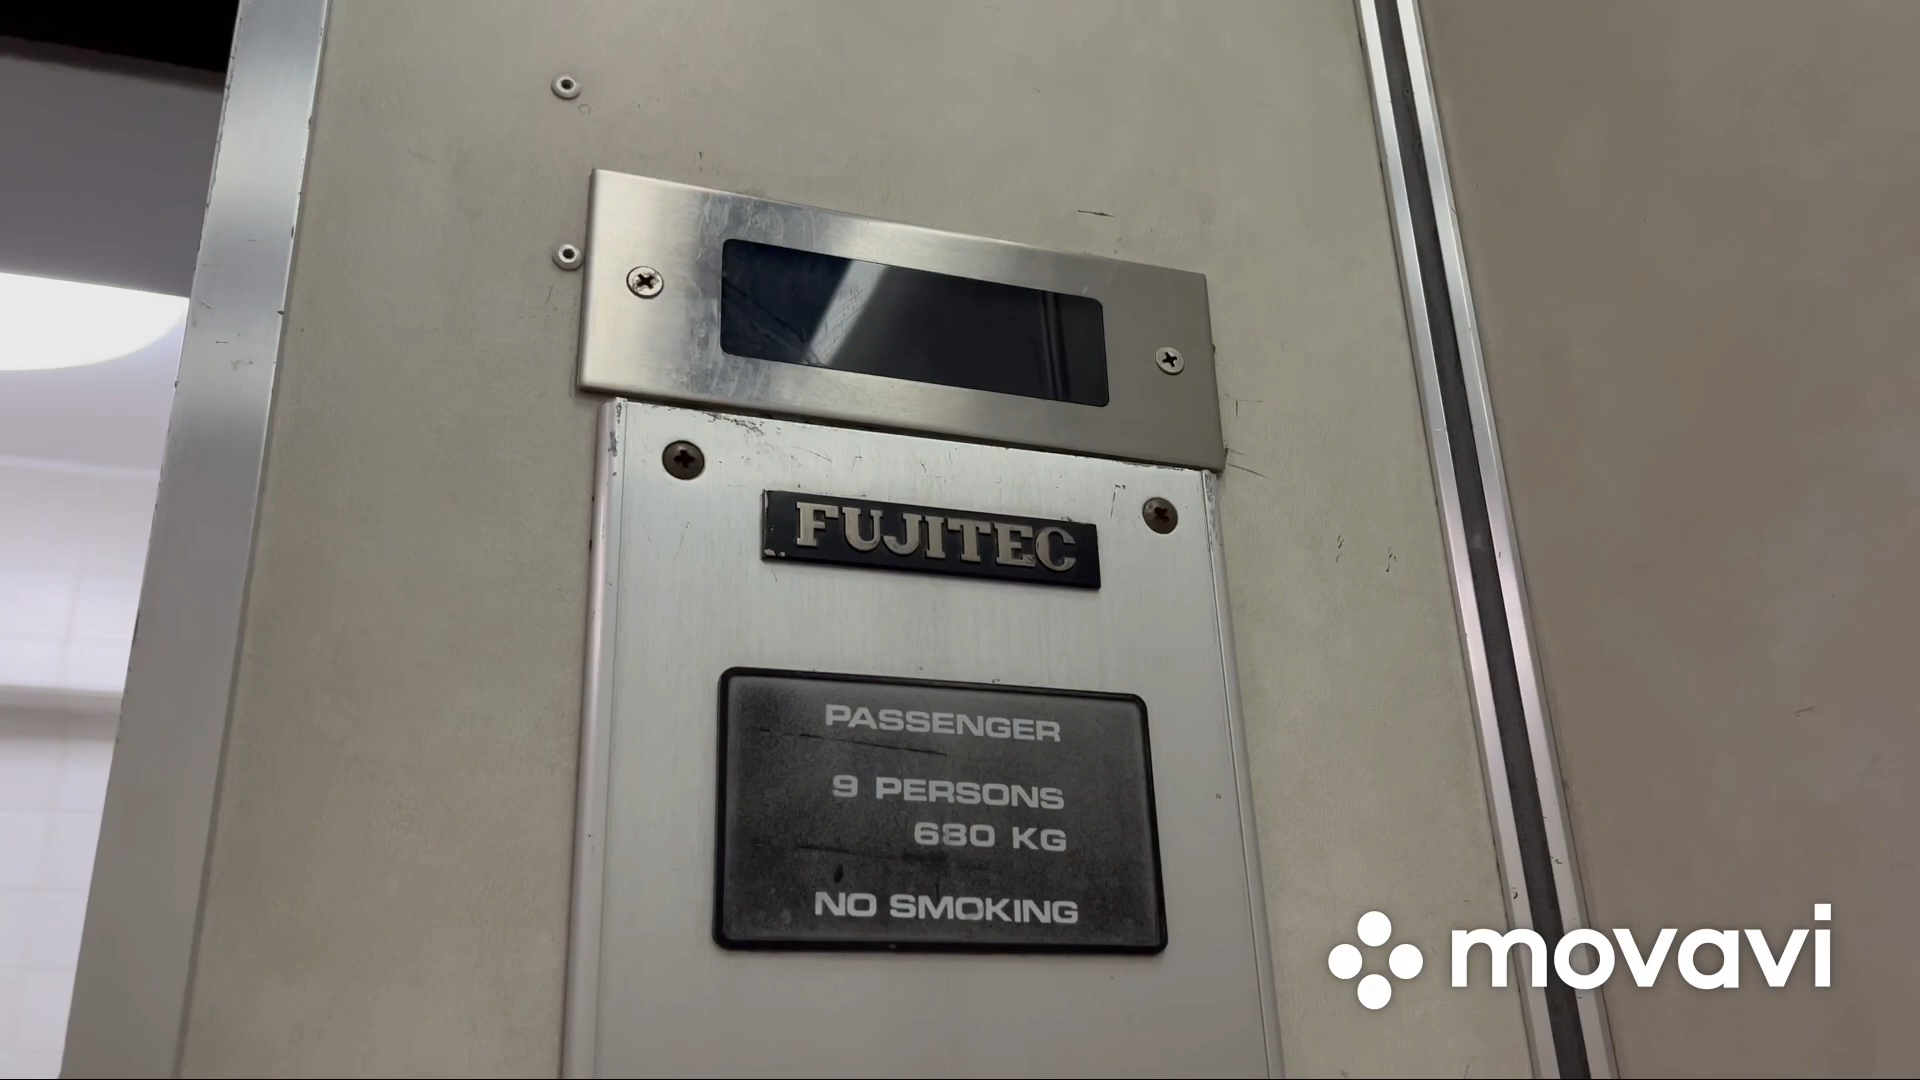 FUJITEC
PASSENGER
9 PERSONS
680 KG
NO SMOKING
movavi